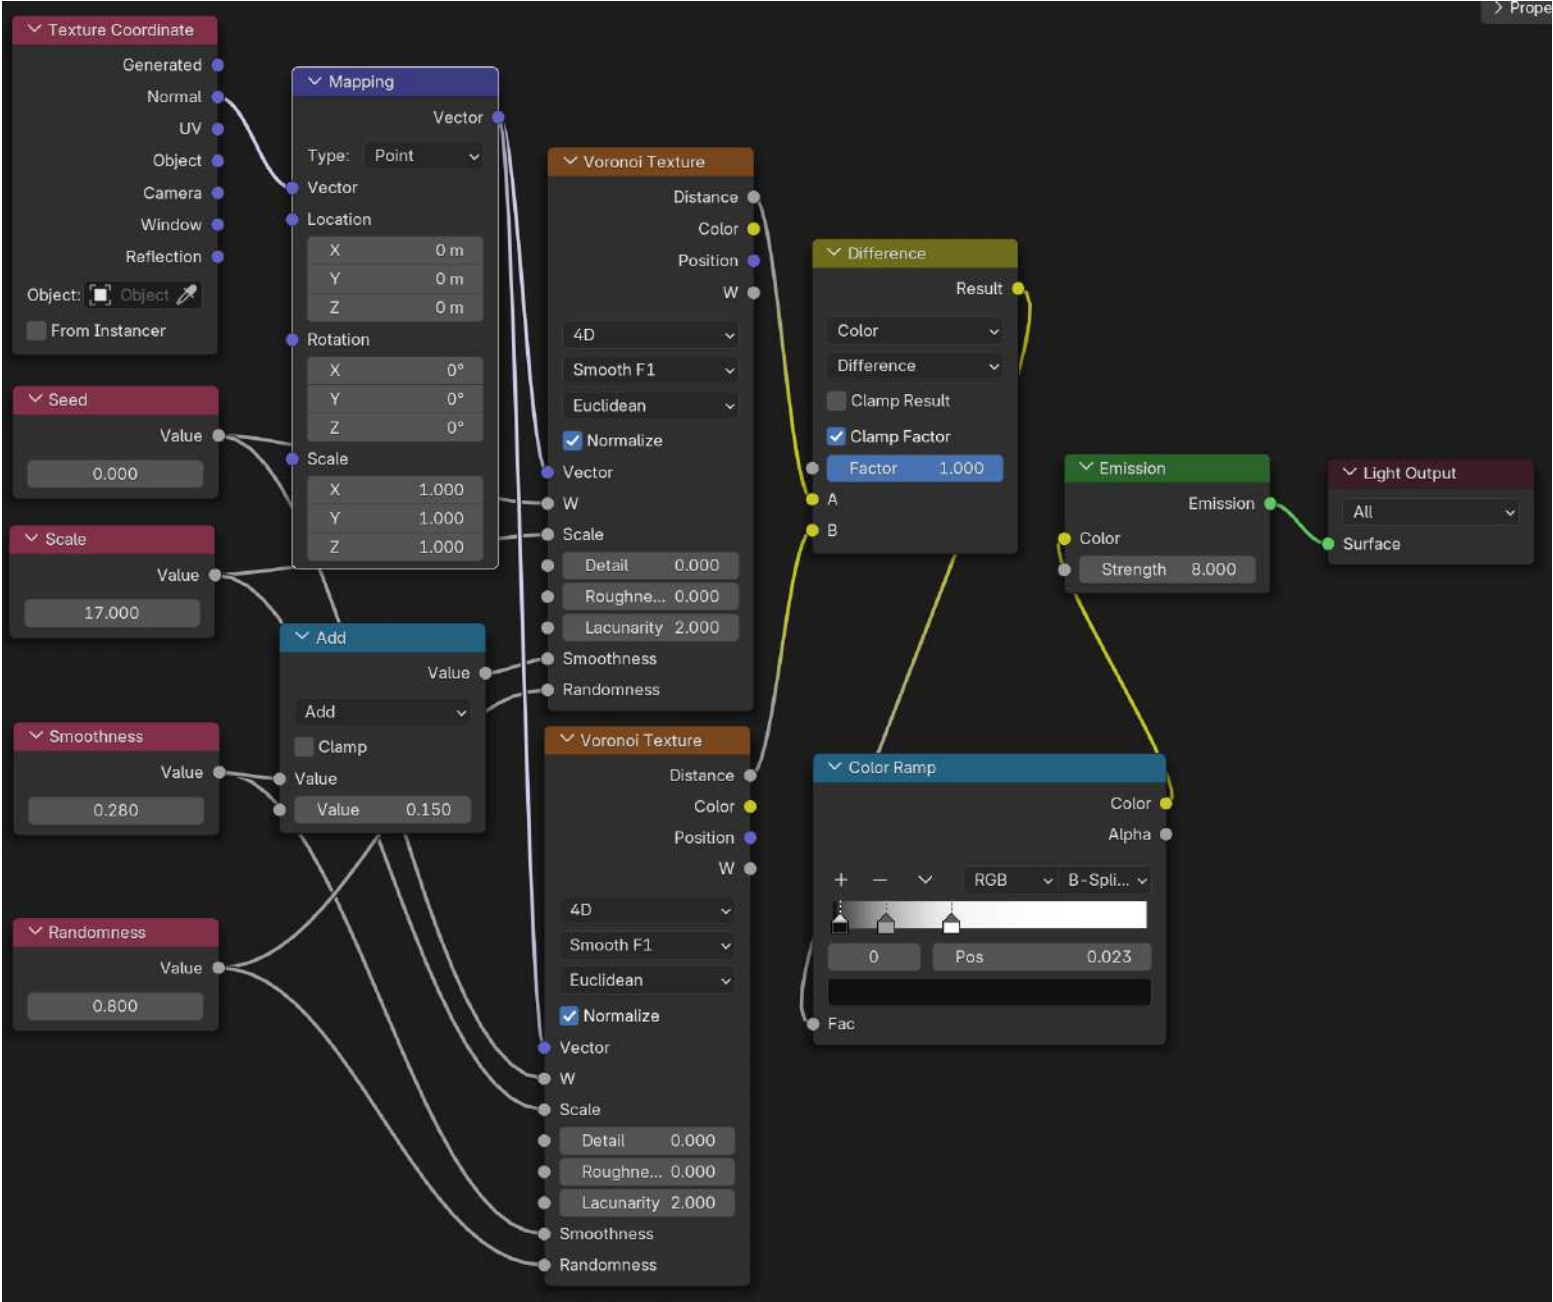 Texture Coordinate
Generated
Normal
UV
Object
Camera
Window
Reflection
Object: Object
From Instancer
Seed
Value
0.000
Scale
Value
17.000
Smoothness
Value
0.280
Randomness
Value
0.800
Mapping
Vector
Type: Point
Vector
Location
X 0 m
Y 0 m
Z 0 m
Rotation
X 0°
Y 0°
Z 0°
Scale
X 1.000
Y 1.000
Z 1.000
Add
Value
Add
Clamp
Value
Value 0.150
Voronoi Texture
Distance
Color
Position
W
4D
Smooth F1
Euclidean
Normalize
Vector
W
Scale
Detail 0.000
Roughne... 0.000
Lacunarity 2.000
Smoothness
Randomness
Voronoi Texture
Distance
Color
Position
W
4D
Smooth F1
Euclidean
Normalize
Vector
W
Scale
Detail 0.000
Roughne... 0.000
Lacunarity 2.000
Smoothness
Randomness
Difference
Result
Color
Difference
Clamp Result
Clamp Factor
Factor 1.000
A
B
Color Ramp
Color
Alpha
RGB B-Spli...
0 Pos 0.023
Fac
Emission
Emission
Color
Strength 8.000
Light Output
All
Surface
Prope